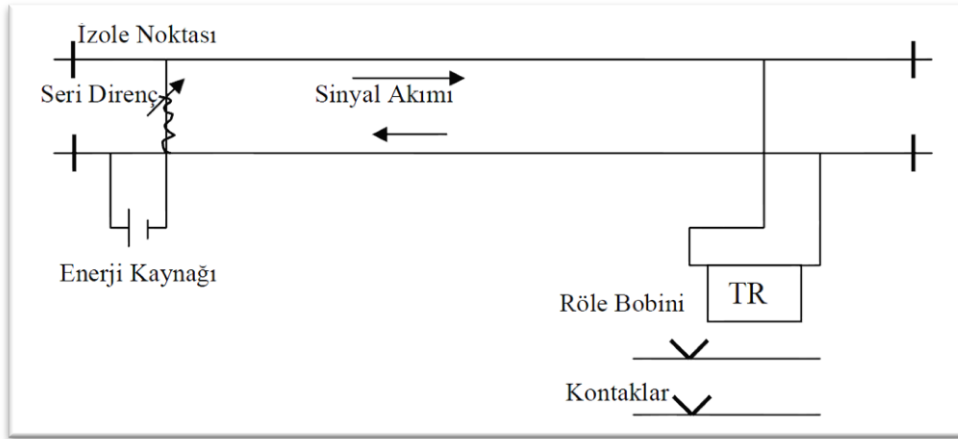 İzole Noktası
Seri Direnç
Sinyal Akımı
Enerji Kaynağı
Röle Bobini
TR
Kontaklar